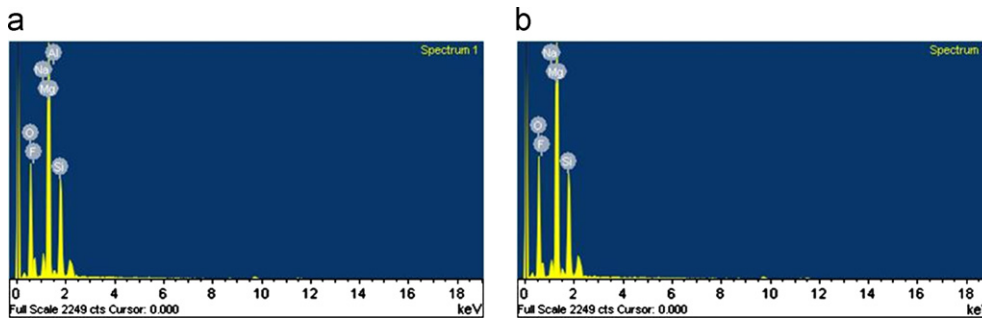 a
Spectrum 1
Al
Na
Mg
O
F
Si
0 2 4 6 8 10 12 14 16 18
Full Scale 2249 cts Cursor: 0.000 keV
b
Spectrum
Na
Mg
O
F
Si
0 2 4 6 8 10 12 14 16 18
Full Scale 2249 cts Cursor: 0.000 ke